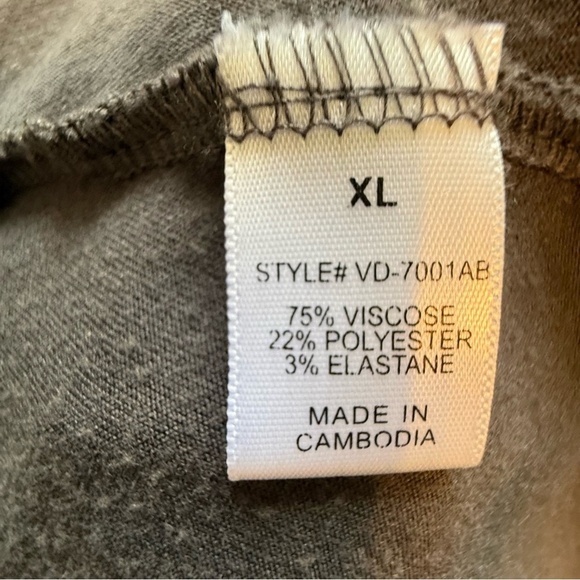 XL
STYLE# VD-7001AB
75% VISCOSE
22% POLYESTER
3% ELASTANE
MADE IN
CAMBODIA